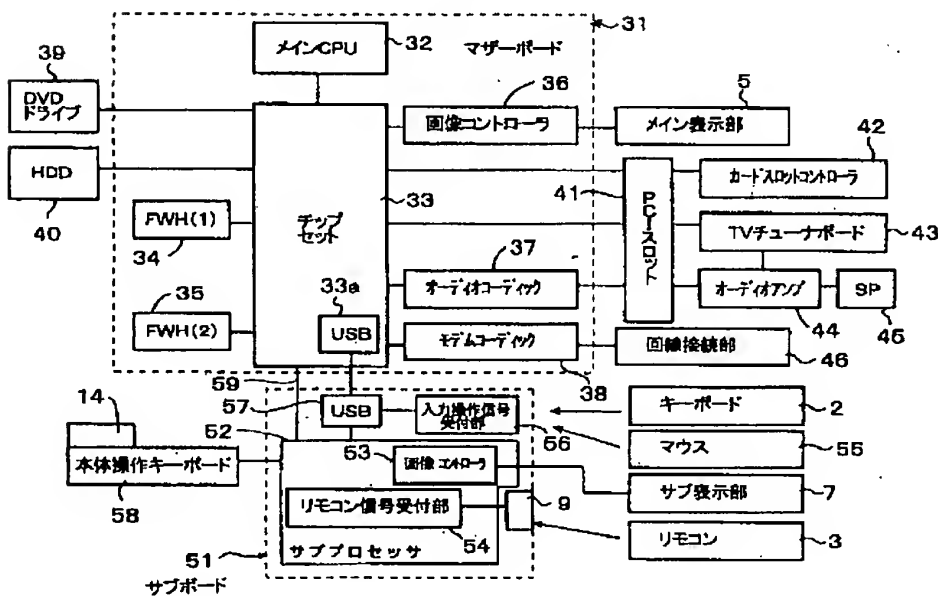 31
メインCPU
32
マザーボード
39
DVD
ドライブ
36
画像コントローラ
5
メイン表示部
42
HDD
40
チップ
セット
33
41
PCIスロット
カードスロットコントローラ
FWH(1)
34
TVチューナボード
43
37
オーディオコーディック
オーディオアンプ
44
SP
45
35
FWH(2)
33a
USB
モデムコーディック
38
回線接続部
46
59
57
USB
入力操作信号
受付部
56
キーボード
2
14
52
マウス
55
本体操作キーボード
58
53
画像コントローラ
9
サブ表示部
7
リモコン信号受付部
54
リモコン
3
51
サブプロセッサ
サブボード